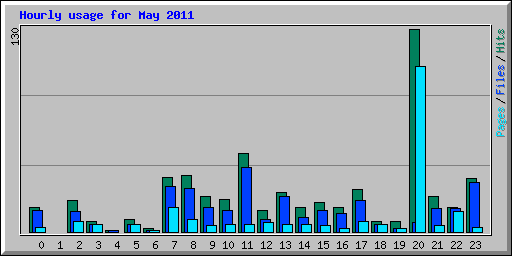 Hourly usage for May 2011
130
Pages/Files/Hits
0 1 2 3 4 5 6 7 8 9 10 11 12 13 14 15 16 17 18 19 20 21 22 23